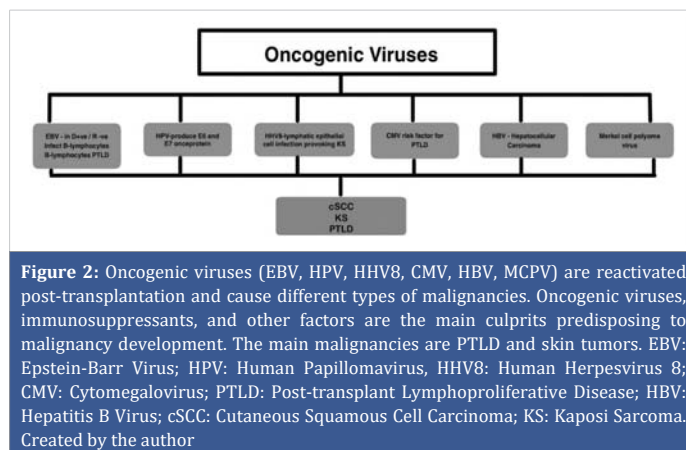 Oncogenic Viruses
EBV - in D+ve / R -ve
infect B-lymphocytes
B-lymphocytes PTLD
HPV-produce E6 and
E7 oncoprotein
HHV8-lymphatic epithelial
cell infection provoking KS
CMV risk factor for
PTLD
HBV - Hepatocellular
Carcinoma
Merkel cell polyoma
virus
cSCC
KS
PTLD
Figure 2: Oncogenic viruses (EBV, HPV, HHV8, CMV, HBV, MCPV) are reactivated
post-transplantation and cause different types of malignancies. Oncogenic viruses,
immunosuppressants, and other factors are the main culprits predisposing to
malignancy development. The main malignancies are PTLD and skin tumors. EBV:
Epstein-Barr Virus; HPV: Human Papillomavirus, HHV8: Human Herpesvirus 8;
CMV: Cytomegalovirus; PTLD: Post-transplant Lymphoproliferative Disease; HBV:
Hepatitis B Virus; cSCC: Cutaneous Squamous Cell Carcinoma; KS: Kaposi Sarcoma.
Created by the author